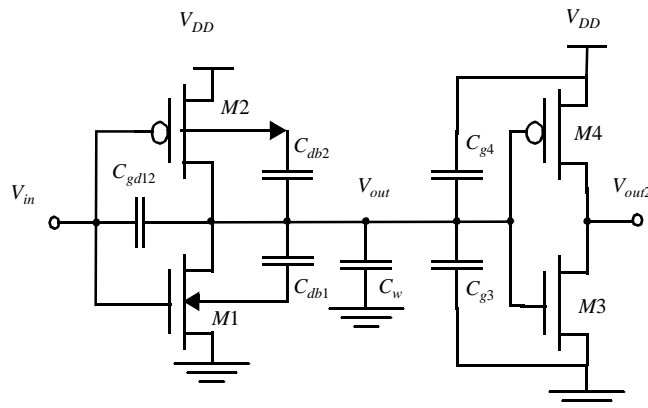 V_DD
V_DD
M2
M4
C_db2
C_g4
C_gd12
V_in
V_out
V_out2
C_db1
C_w
C_g3
M3
M1